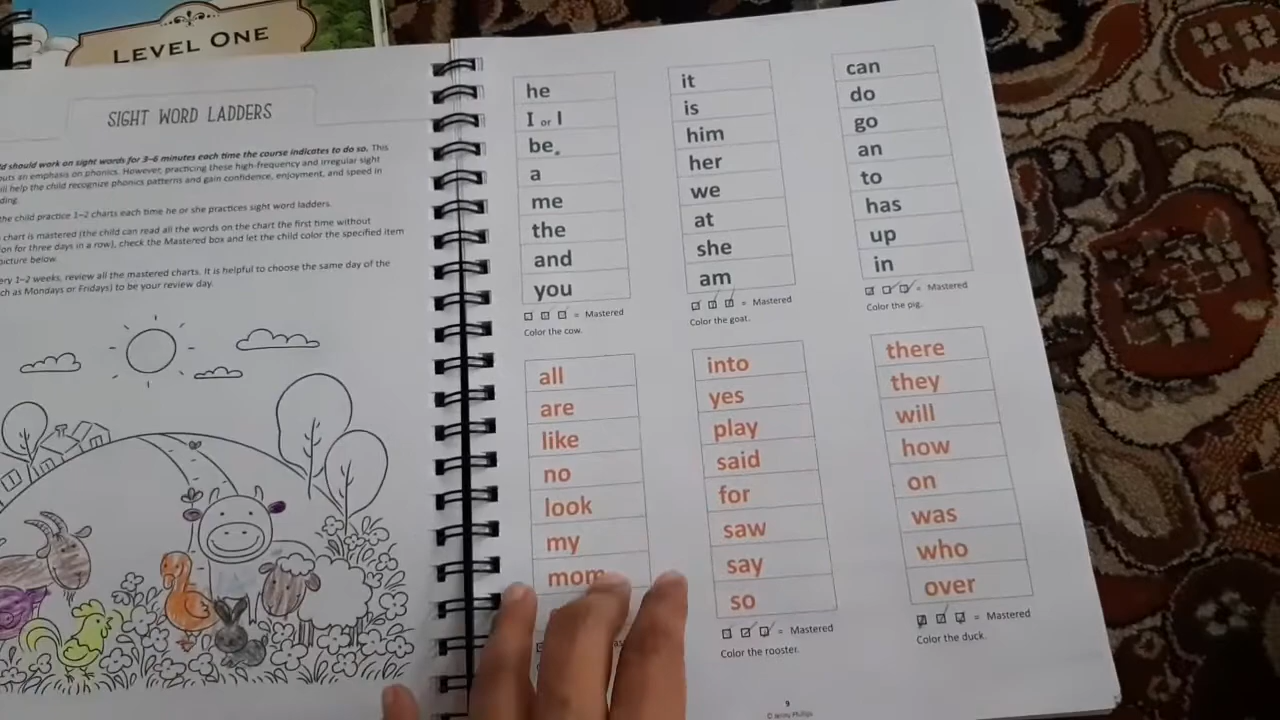 LEVEL ONE
SIGHT WORD LADDERS
should work on sight words for 3–6 minutes each time the course indicates to do so. This
an emphasis on phonics. However, practicing these high-frequency and irregular sight
help the child recognize phonics patterns and gain confidence, enjoyment, and speed in
the child practice 1–2 charts each time he or she practices sight word ladders.
chart is mastered (the child can read all the words on the chart the first time without
for three days in a row), check the Mastered box and let the child color the specified item
picture below.
1–2 weeks, review all the mastered charts. It is helpful to choose the same day of the
as Mondays or Fridays) to be your review day.
he
I or I
be
a
me
the
and
you
= Mastered
Color the cow.
it
is
him
her
we
at
she
am
= Mastered
Color the goat.
can
do
go
an
to
has
up
in
= Mastered
Color the pig.
all
are
like
no
look
my
mom
into
yes
play
said
for
saw
say
so
= Mastered
Color the rooster.
there
they
will
how
on
was
who
over
= Mastered
Color the duck.
9
© Jenny Phillips